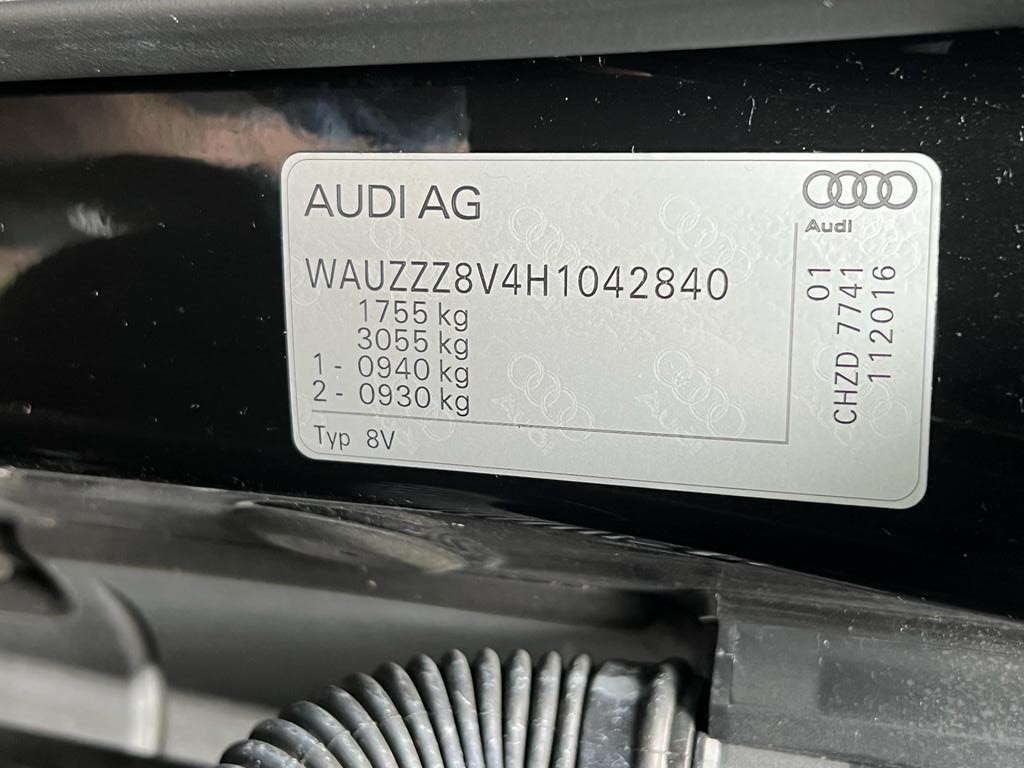 AUDI AG
Audi
WAUZZZ8V4H1042840
1755 kg
3055 kg
1 - 0940 kg
2 - 0930 kg
Typ 8V
01
CHZD 7741
112016